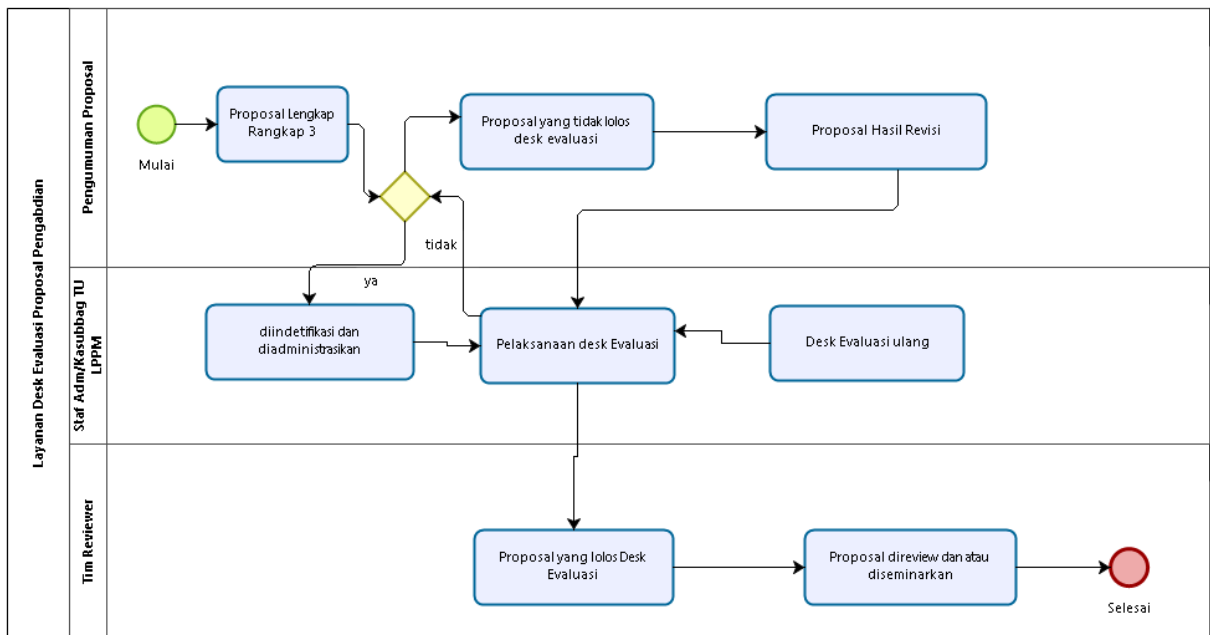 Layanan Desk Evaluasi Proposal Pengabdian
Pengumuman Proposal
Mulai
Proposal Lengkap
Rangkap 3
Proposal yang tidak lolos
desk evaluasi
Proposal Hasil Revisi
tidak
ya
Staf Adm/Kasubbag TU
LPPM
diindetifikasi dan
diadministrasikan
Pelaksanaan desk Evaluasi
Desk Evaluasi ulang
Tim Reviewer
Proposal yang lolos Desk
Evaluasi
Proposal direview dan atau
diseminarkan
Selesai